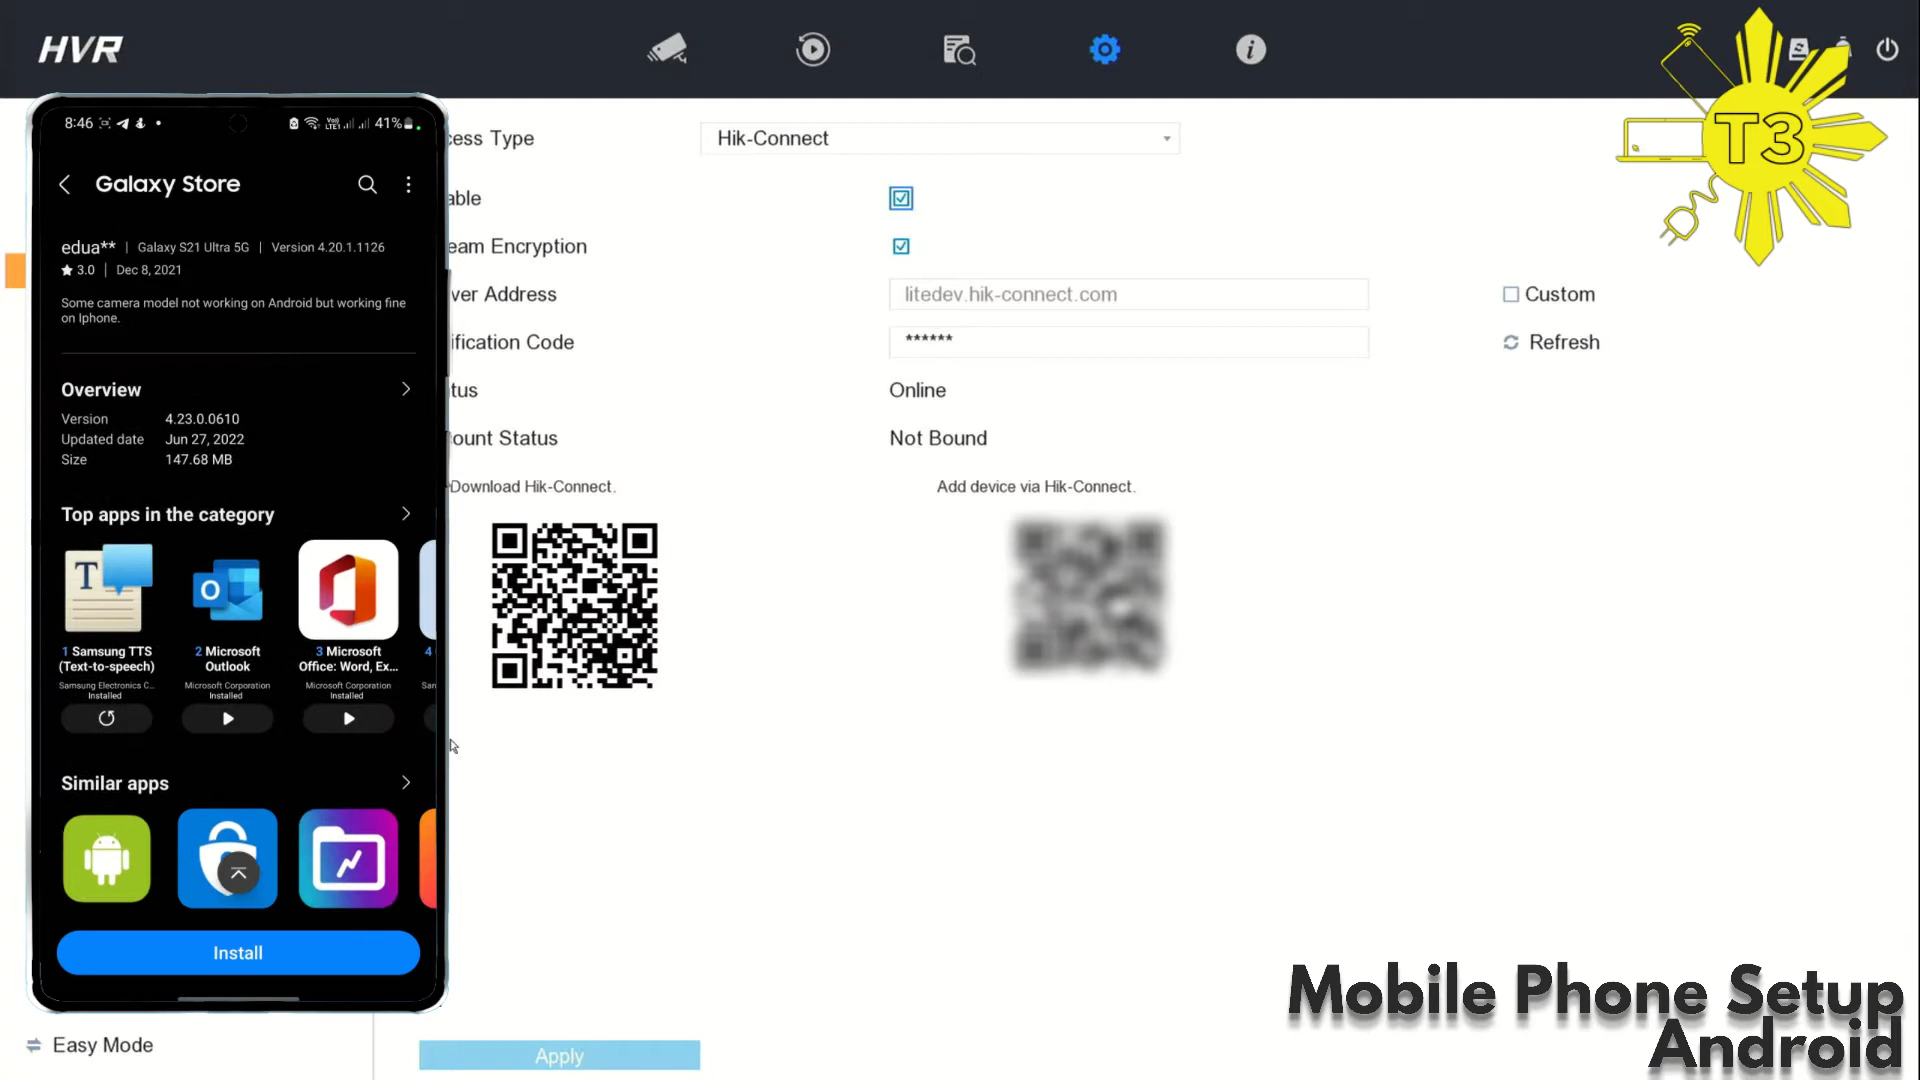 HVR
T3
8:46
41%
Galaxy Store
edua** | Galaxy S21 Ultra 5G | Version 4.20.1.1126
3.0 | Dec 8, 2021
Some camera model not working on Android but working fine
on Iphone.
Overview
Version 4.23.0.0610
Updated date Jun 27, 2022
Size 147.68 MB
Top apps in the category
T
O
1 Samsung TTS
(Text-to-speech)
Samsung Electronics C...
Installed
2 Microsoft
Outlook
Microsoft Corporation
Installed
3 Microsoft
Office: Word, Ex...
Microsoft Corporation
Installed
4
Similar apps
Install
cess Type
Hik-Connect
able
eam Encryption
ver Address
litedev.hik-connect.com
Custom
ification Code
******
Refresh
tus
Online
ount Status
Not Bound
Download Hik-Connect.
Add device via Hik-Connect.
Easy Mode
Apply
Mobile Phone Setup
Android